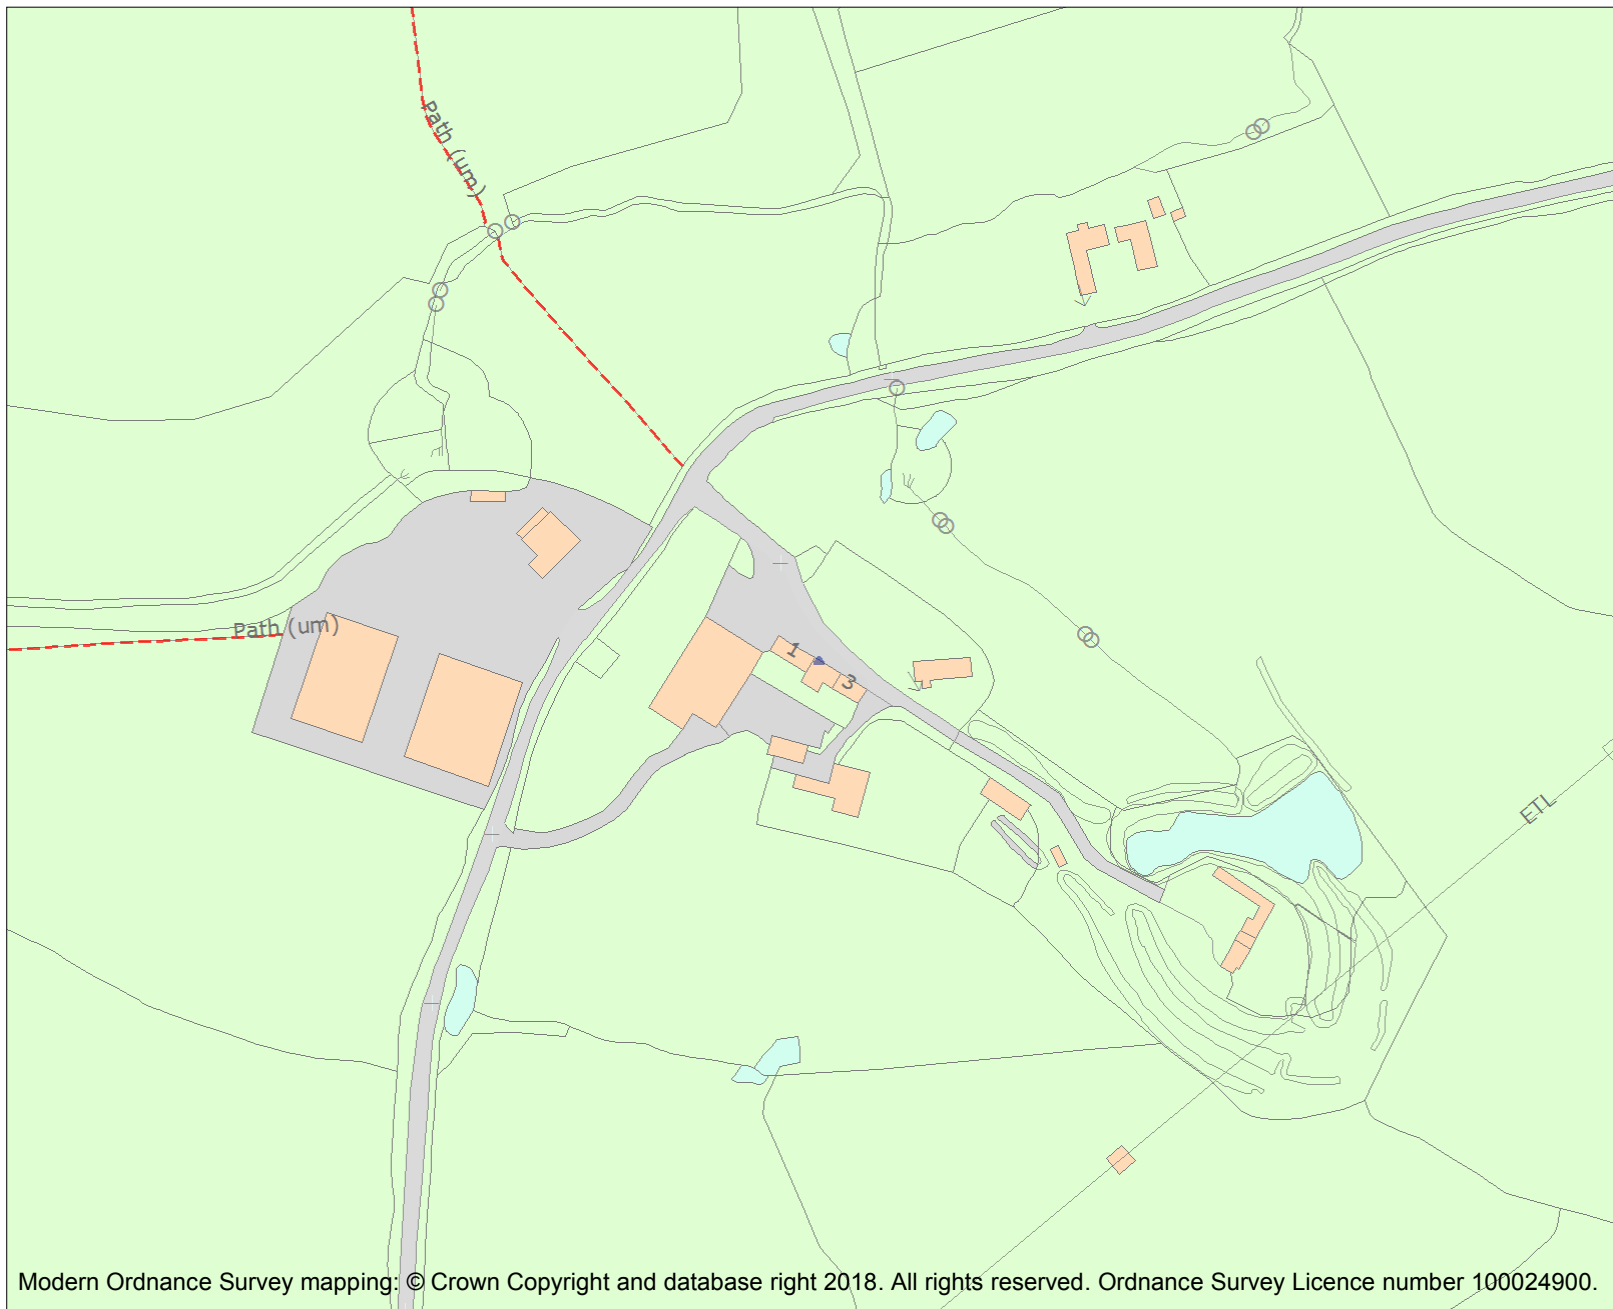 Path (um)
Path (um)
1
3
ETL
Modern Ordnance Survey mapping: © Crown Copyright and database right 2018. All rights reserved. Ordnance Survey Licence number 100024900.